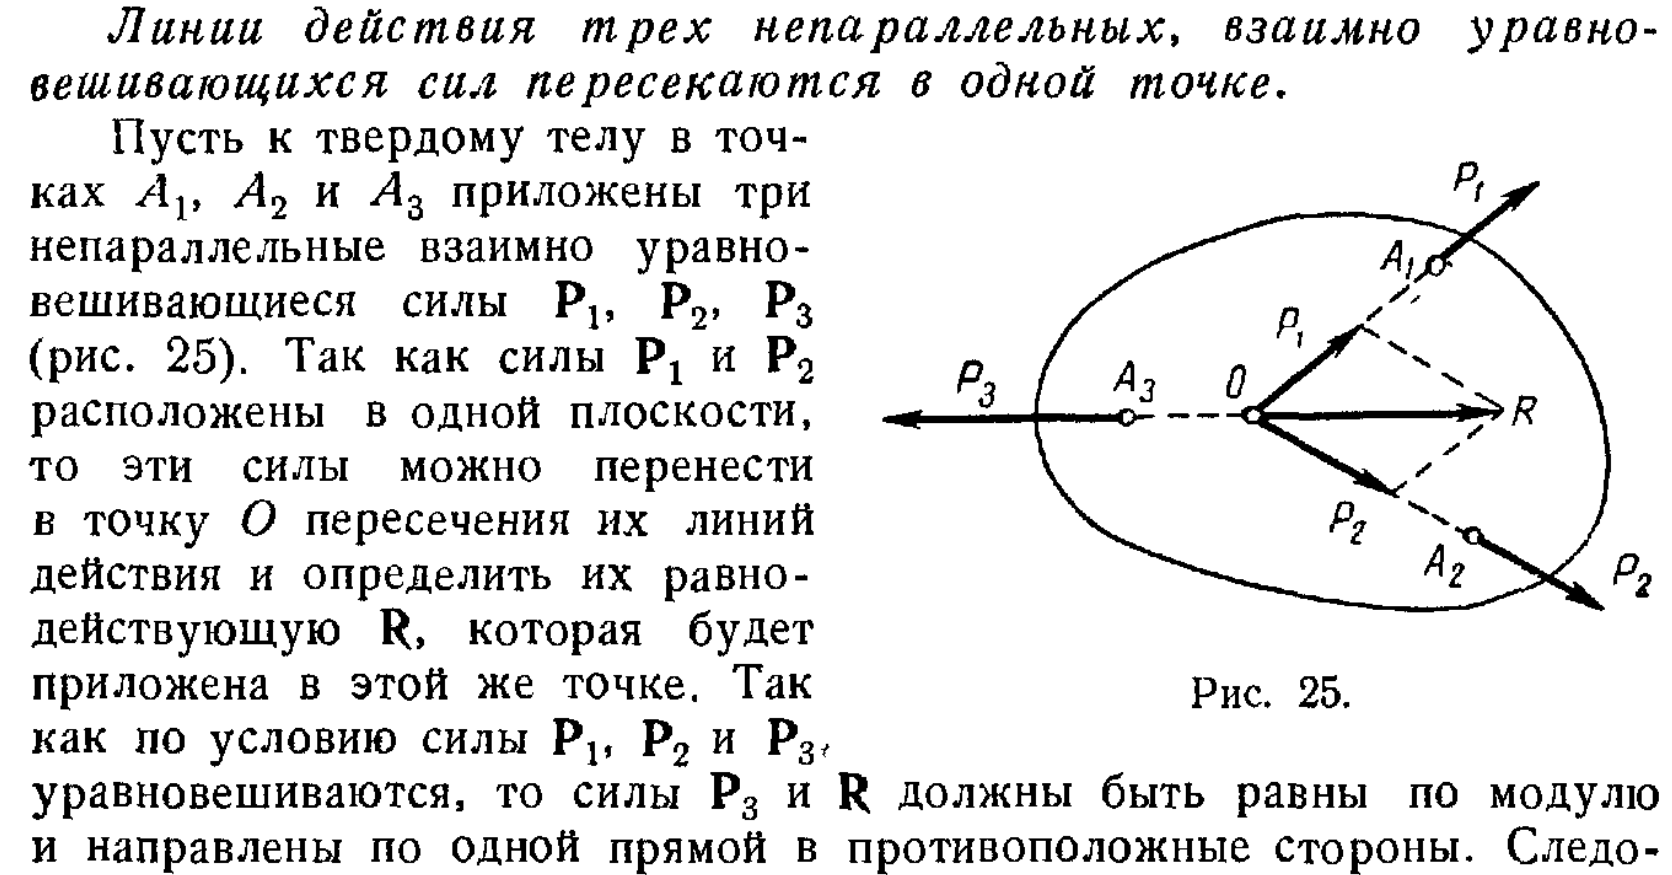 Линии действия трех непараллельных, взаимно уравно-
вешивающихся сил пересекаются в одной точке.
Пусть к твердому телу в точ-
ках A₁, A₂ и A₃ приложены три
непараллельные взаимно уравно-
вешивающиеся силы P₁, P₂, P₃
(рис. 25). Так как силы P₁ и P₂
расположены в одной плоскости,
то эти силы можно перенести
в точку O пересечения их линий
действия и определить их равно-
действующую R, которая будет
приложена в этой же точке. Так
как по условию силы P₁, P₂ и P₃,
уравновешиваются, то силы P₃ и R должны быть равны по модулю
и направлены по одной прямой в противоположные стороны. Следо-
P₁
A₁
P₁
P₃
A₃
O
R
P₂
A₂
P₂
Рис. 25.